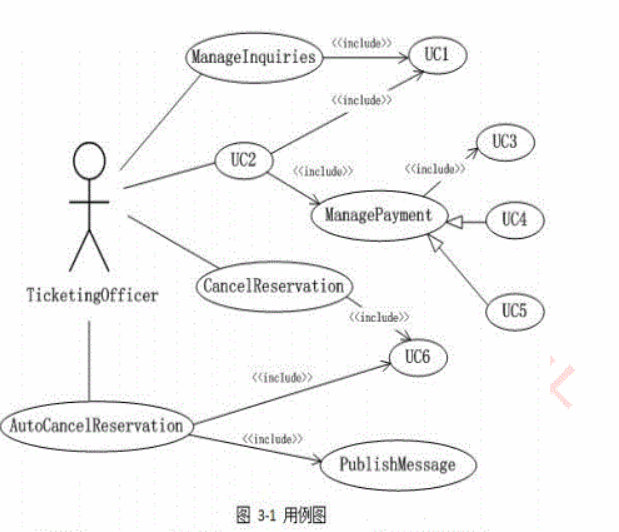 <<include>>
ManageInquiries
UC1
<<include>>
UC2
UC3
<<include>>
<<include>>
ManagePayment
UC4
CancelReservation
TicketingOfficer
UC5
<<include>>
UC6
<<include>>
AutoCancelReservation
<<include>>
PublishMessage
图 3-1 用例图